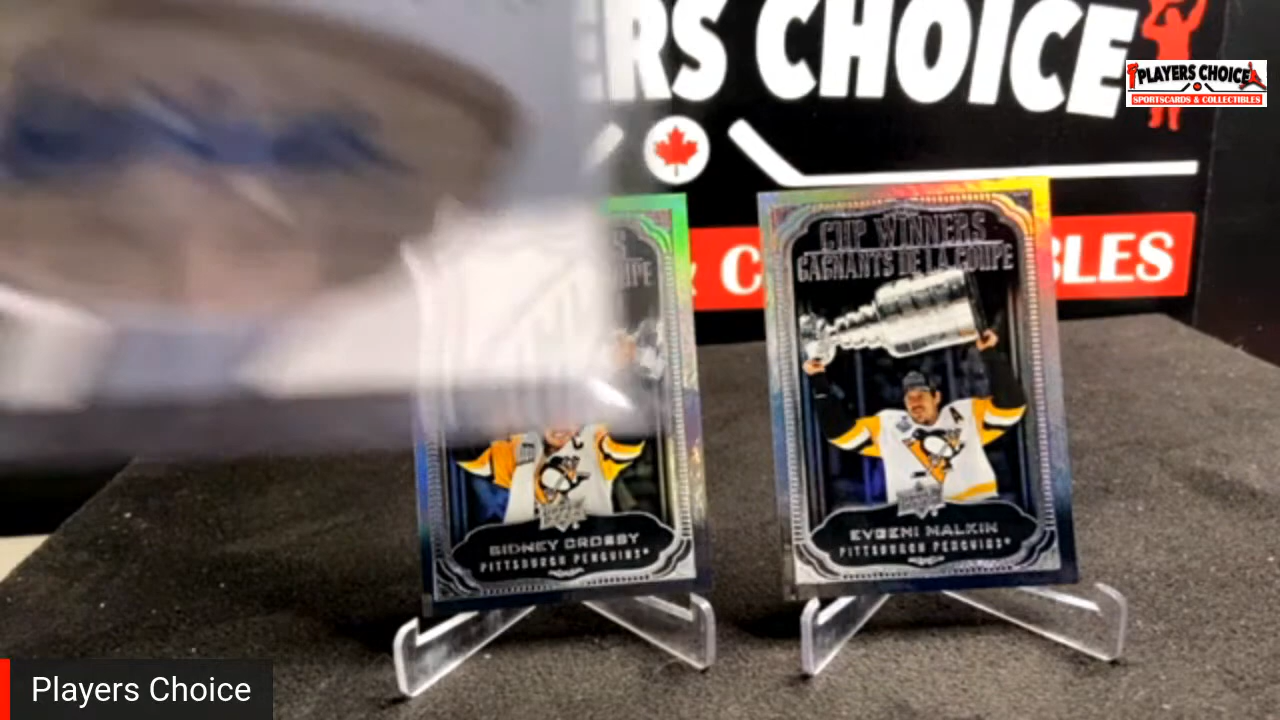 RS CHOICE
PLAYERS CHOICE
SPORTSCARDS & COLLECTIBLES
& C
BLES
CUP WINNERS
GAGNANTS DE LA COUPE
S
UPE
SIDNEY CROSBY
PITTSBURGH PENGUINS
EVGENI MALKIN
PITTSBURGH PENGUINS
Players Choice